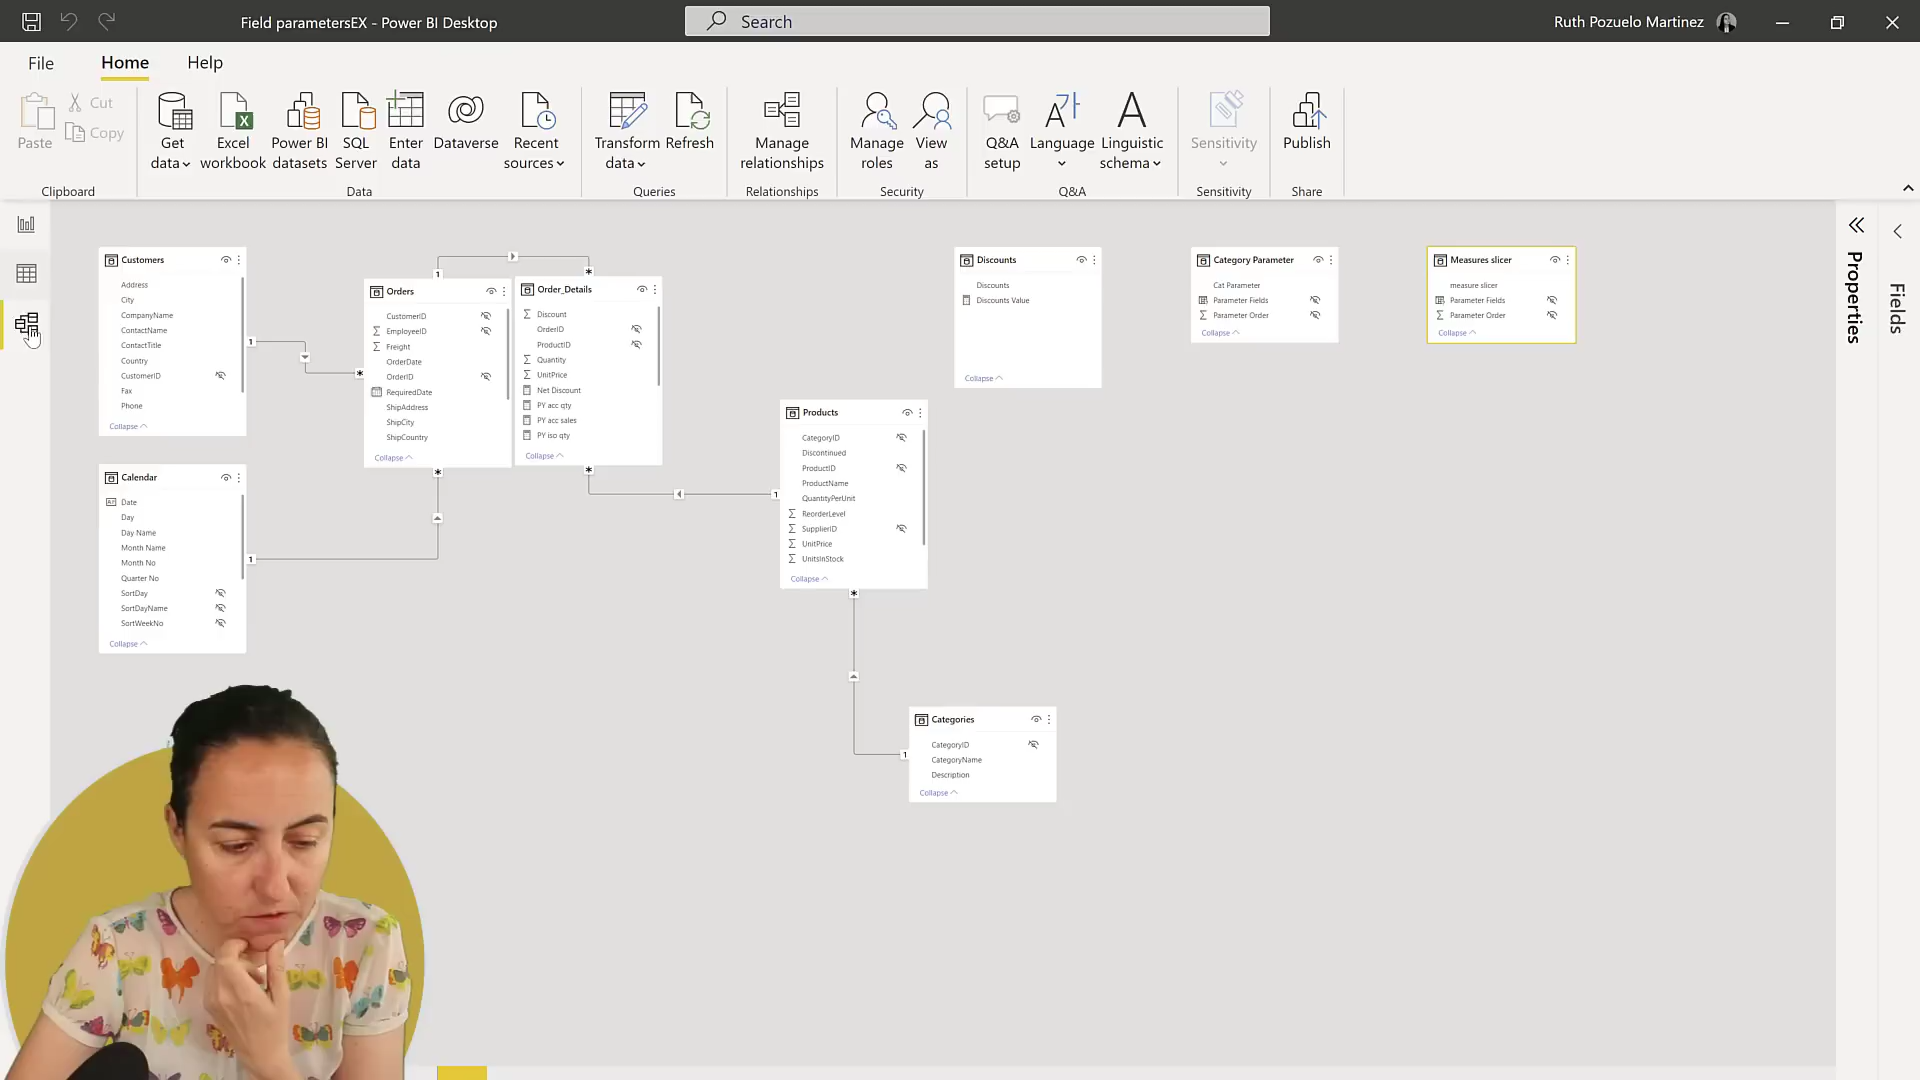 Field parametersEX - Power BI Desktop
Search
Ruth Pozuelo Martinez
File
Home
Help
Paste
Cut
Copy
Get data
Excel workbook
Power BI datasets
SQL Server
Enter data
Dataverse
Recent sources
Transform data
Refresh
Manage relationships
Manage roles
View as
Q&A setup
Language
Linguistic schema
Sensitivity
Publish
Clipboard
Data
Queries
Relationships
Security
Q&A
Sensitivity
Share
Customers
Address
City
CompanyName
ContactName
ContactTitle
Country
CustomerID
Fax
Phone
Collapse
Calendar
Date
Day
Day Name
Month Name
Month No
Quarter No
SortDay
SortDayName
SortWeekNo
Collapse
1
*
1
*
1
*
Orders
CustomerID
EmployeeID
Freight
OrderDate
OrderID
RequiredDate
ShipAddress
ShipCity
ShipCountry
Collapse
Order_Details
Discount
OrderID
ProductID
Quantity
UnitPrice
Net Discount
PY acc qty
PY acc sales
PY iso qty
Collapse
*
1
Products
CategoryID
Discontinued
ProductID
ProductName
QuantityPerUnit
ReorderLevel
SupplierID
UnitPrice
UnitsInStock
Collapse
*
1
Categories
CategoryID
CategoryName
Description
Collapse
Discounts
Discounts
Discounts Value
Collapse
Category Parameter
Cat Parameter
Parameter Fields
Parameter Order
Collapse
Measures slicer
measure slicer
Parameter Fields
Parameter Order
Collapse
Properties
Fields